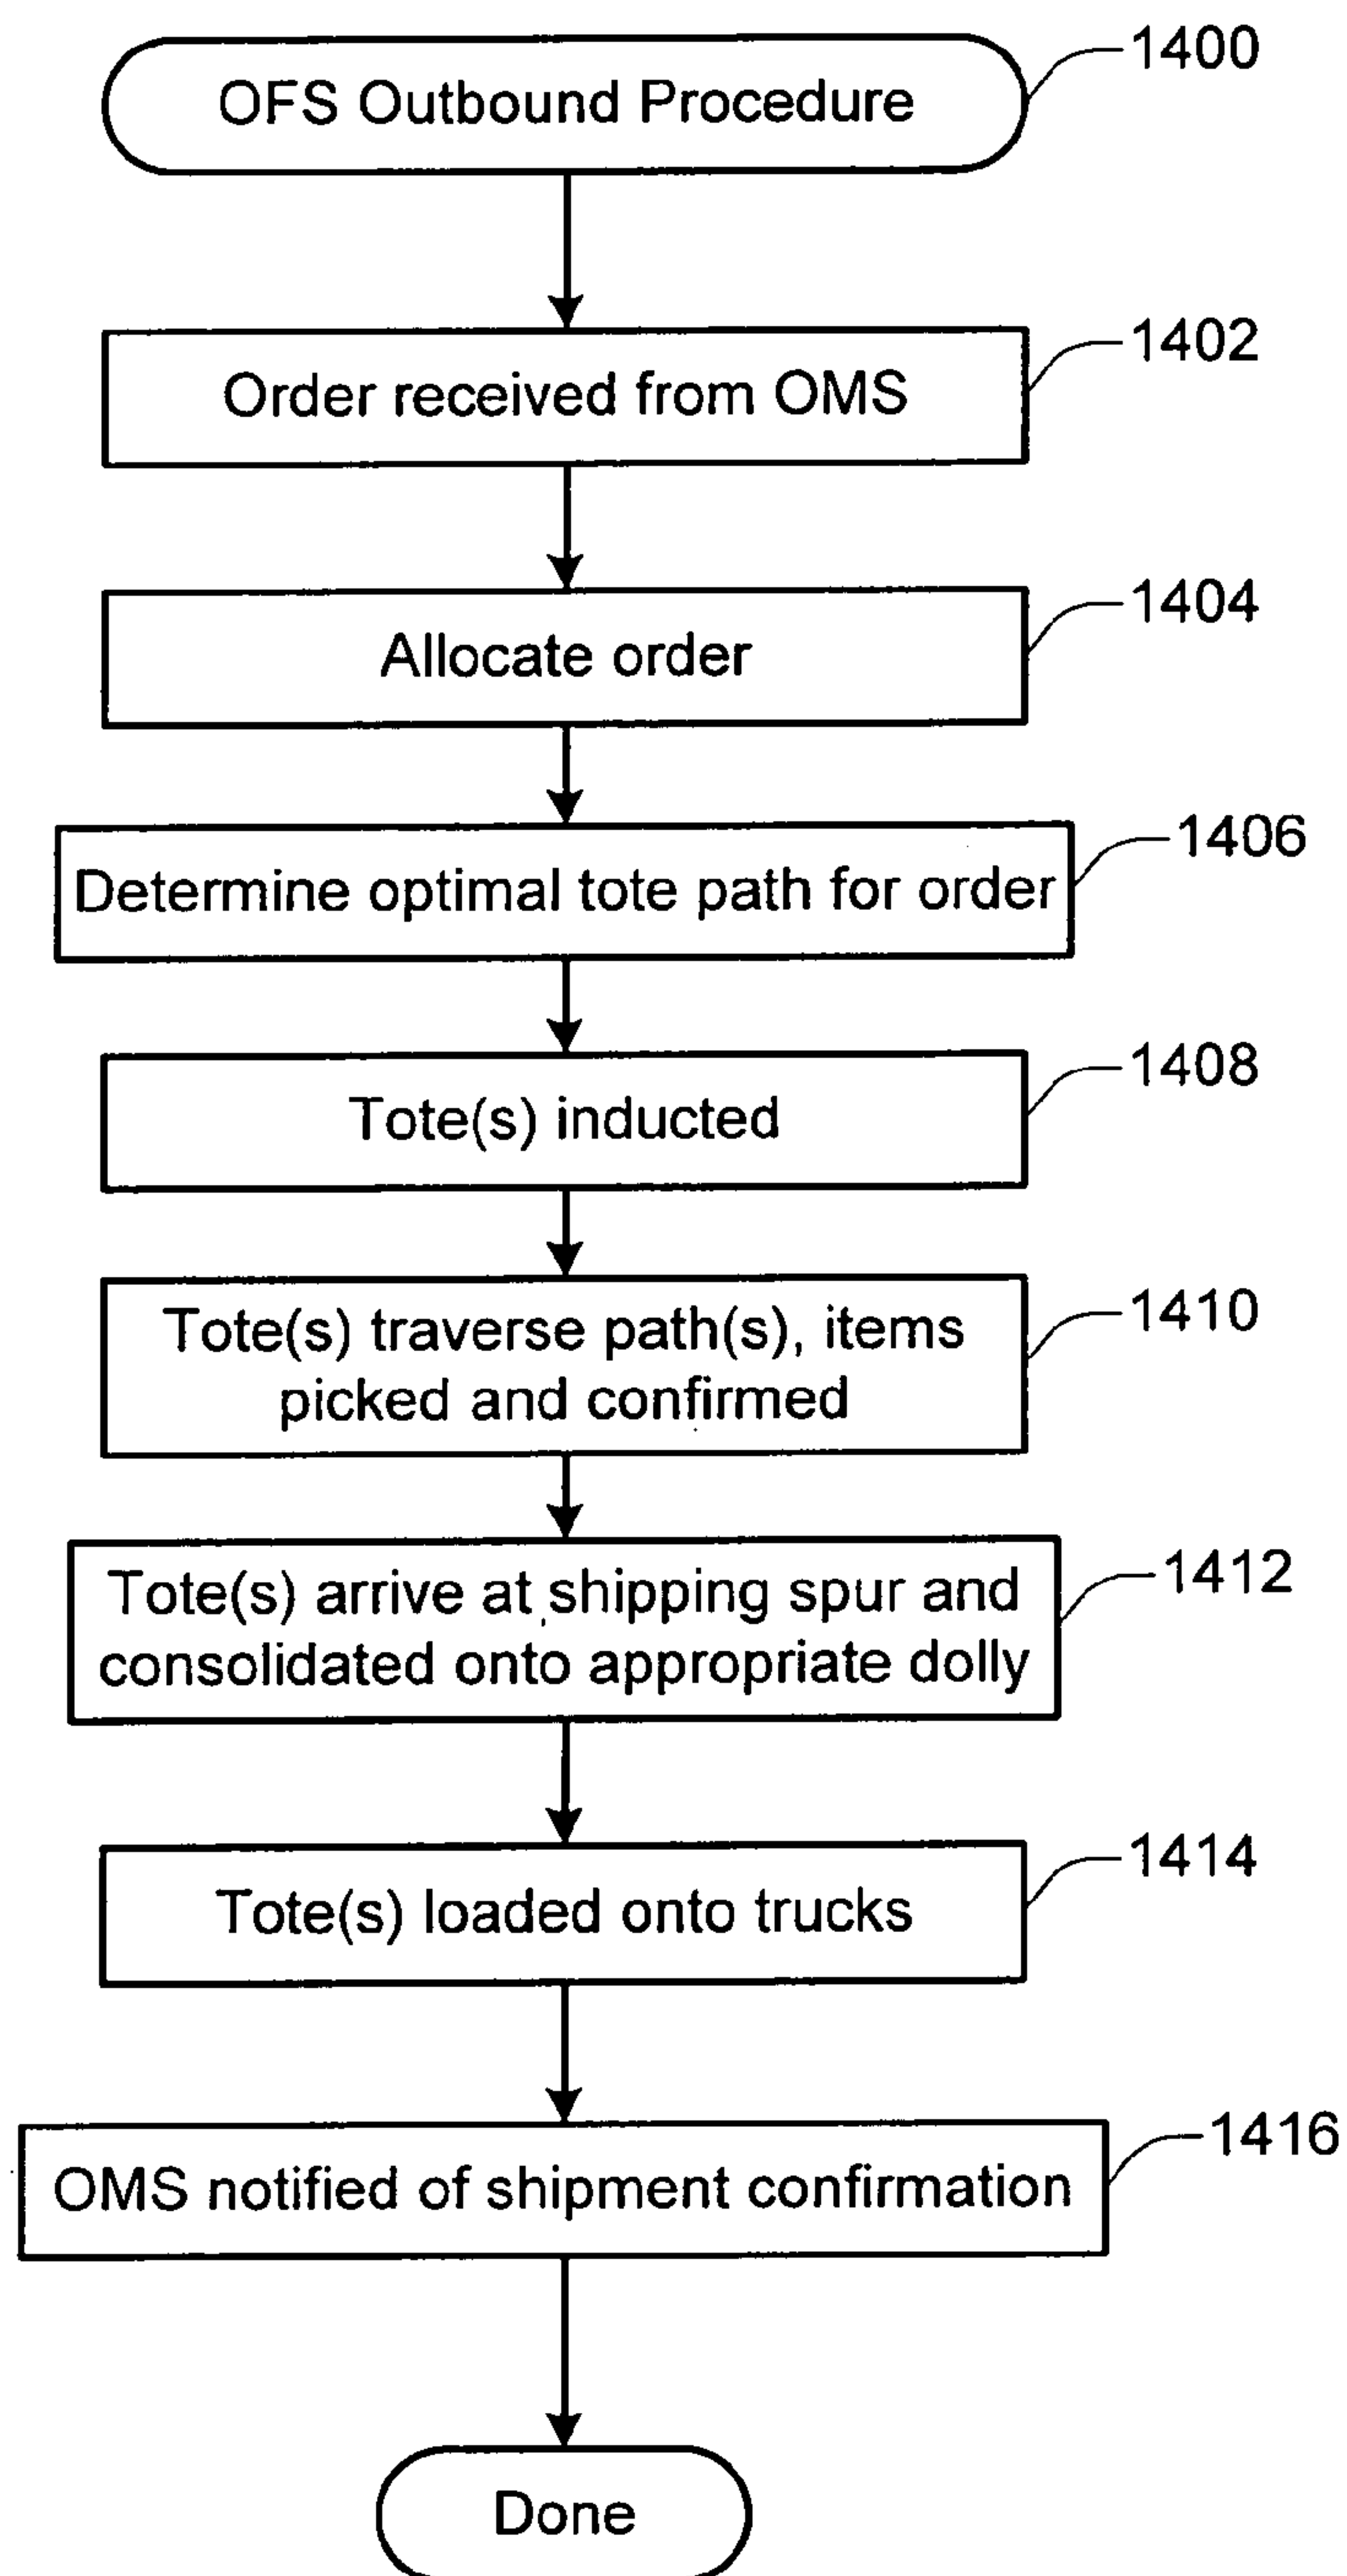 OFS Outbound Procedure
1400
Order received from OMS
1402
Allocate order
1404
Determine optimal tote path for order
1406
Tote(s) inducted
1408
Tote(s) traverse path(s), items
picked and confirmed
1410
Tote(s) arrive at shipping spur and
consolidated onto appropriate dolly
1412
Tote(s) loaded onto trucks
1414
OMS notified of shipment confirmation
1416
Done